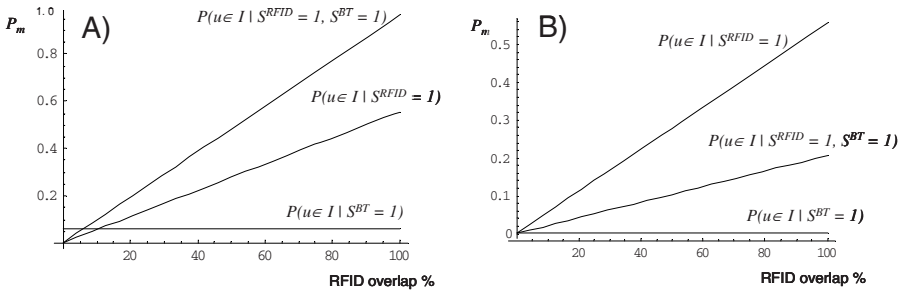 A)
P_m
1.0
0.8
0.6
0.4
0.2
P(u∈ I | S^RFID = 1, S^BT = 1)
P(u∈ I | S^RFID = 1)
P(u∈ I | S^BT = 1)
20 40 60 80 100
RFID overlap %
B)
P_m
0.5
0.4
0.3
0.2
0.1
0
P(u∈ I | S^RFID = 1)
P(u∈ I | S^RFID = 1, S^BT = 1)
P(u∈ I | S^BT = 1)
20 40 60 80 100
RFID overlap %